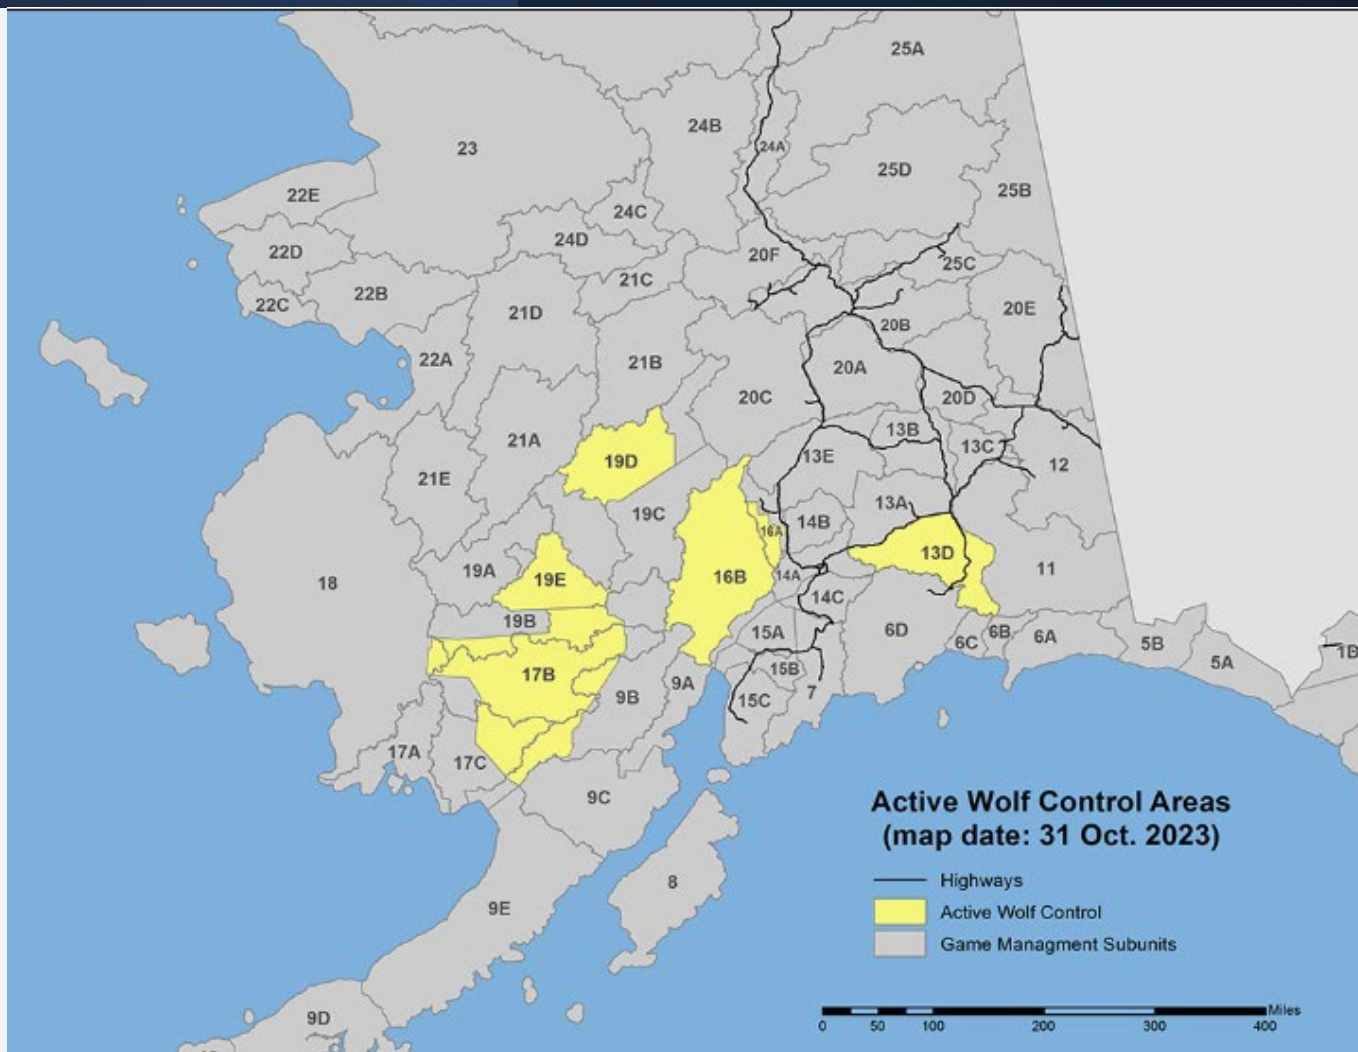 25A
24B
23
24A
25D
25B
22E
24C
24D
22D
20F
25C
21C
22B
22C
21D
20E
20B
22A
21B
20A
20C
20D
13B
21A
13C
13E
19D
12
21E
13A
19C
14B
16A
13D
11
19A
19E
16B
14A
18
14C
19B
15A
6D
6C
6B
6A
5B
1B
5A
15B
17B
9B
9A
15C
7
17A
17C
9C
Active Wolf Control Areas
(map date: 31 Oct. 2023)
8
Highways
9E
Active Wolf Control
Game Managment Subunits
9D
Miles
0 50 100 200 300 400